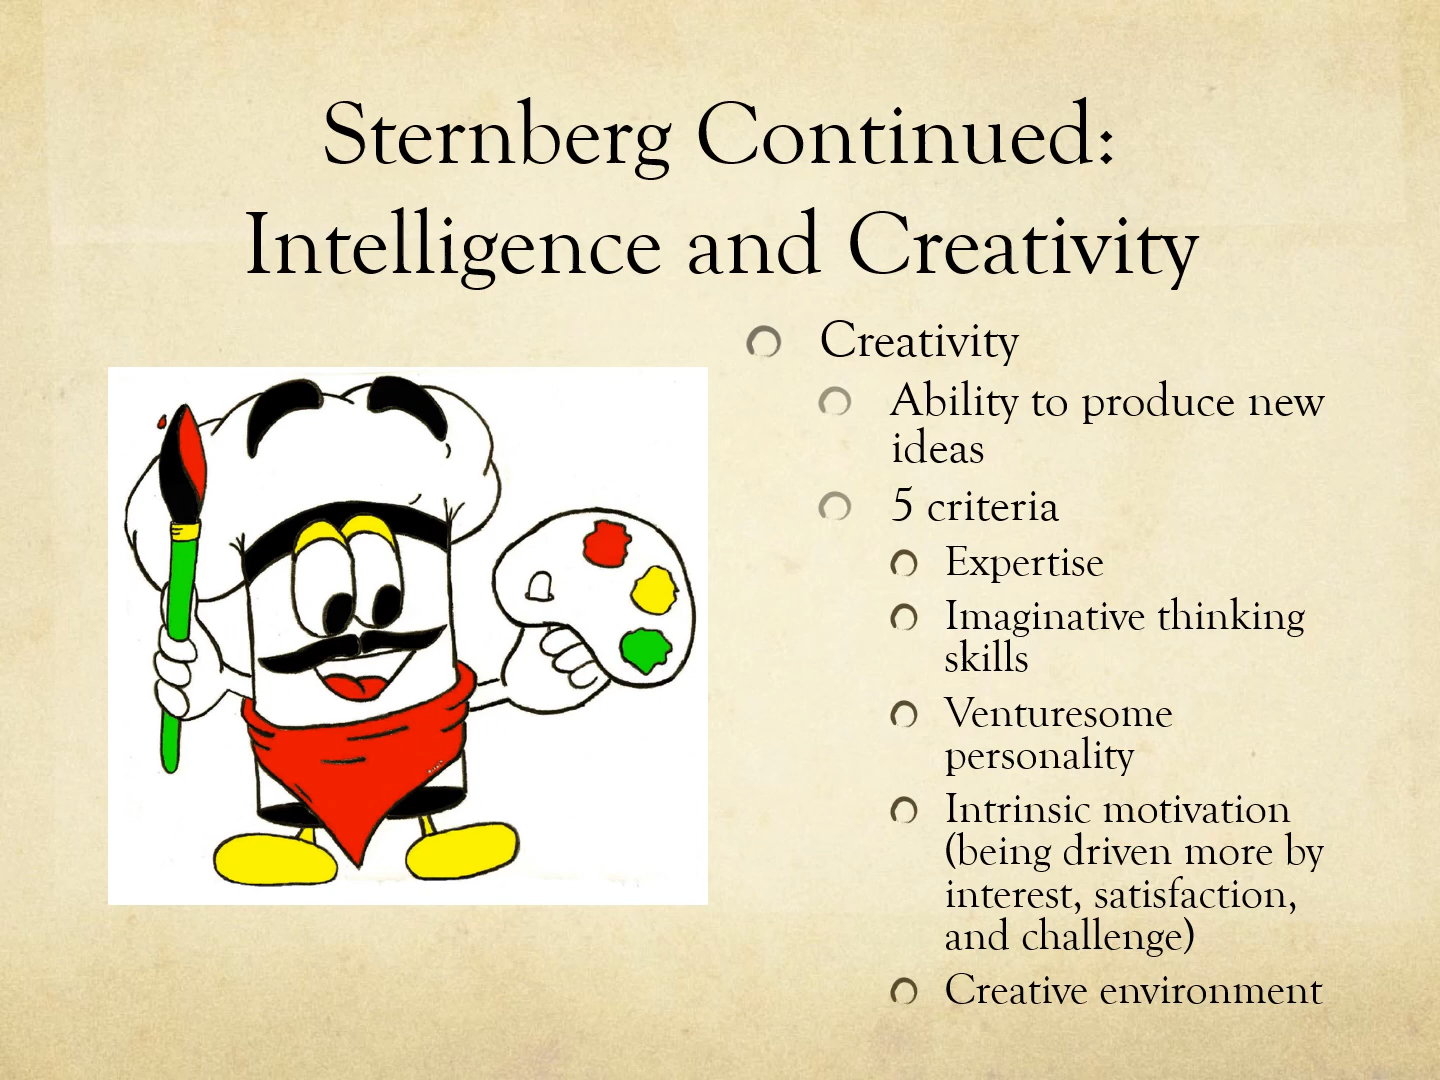 Sternberg Continued:
Intelligence and Creativity
Creativity
Ability to produce new
ideas
5 criteria
Expertise
Imaginative thinking
skills
Venturesome
personality
Intrinsic motivation
(being driven more by
interest, satisfaction,
and challenge)
Creative environment